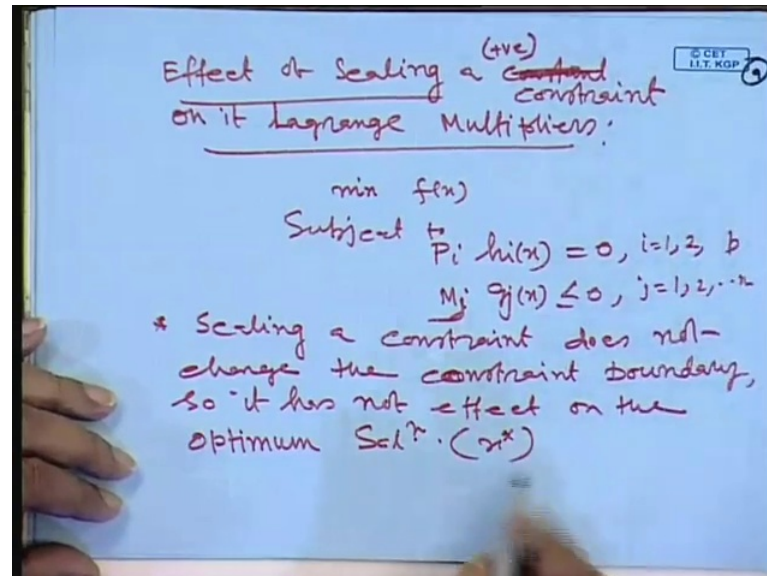 (+ve)
Effect of Scaling a constraint
on it Lagrange Multipliers:
© CET
I.I.T. KGP
9
min f(x)
Subject to
Pi hi(x) = 0, i=1, 2, p
Mj gj(x) ≤ 0, j=1, 2, ..
* Scaling a constraint does not-
change the constraint boundary,
so it has not effect on the
optimum Solⁿ. (x*)